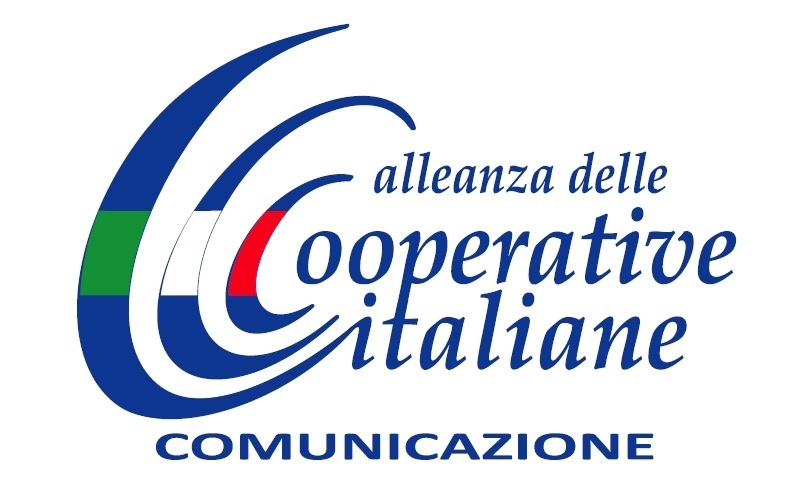 alleanza delle
Cooperative
italiane
COMUNICAZIONE